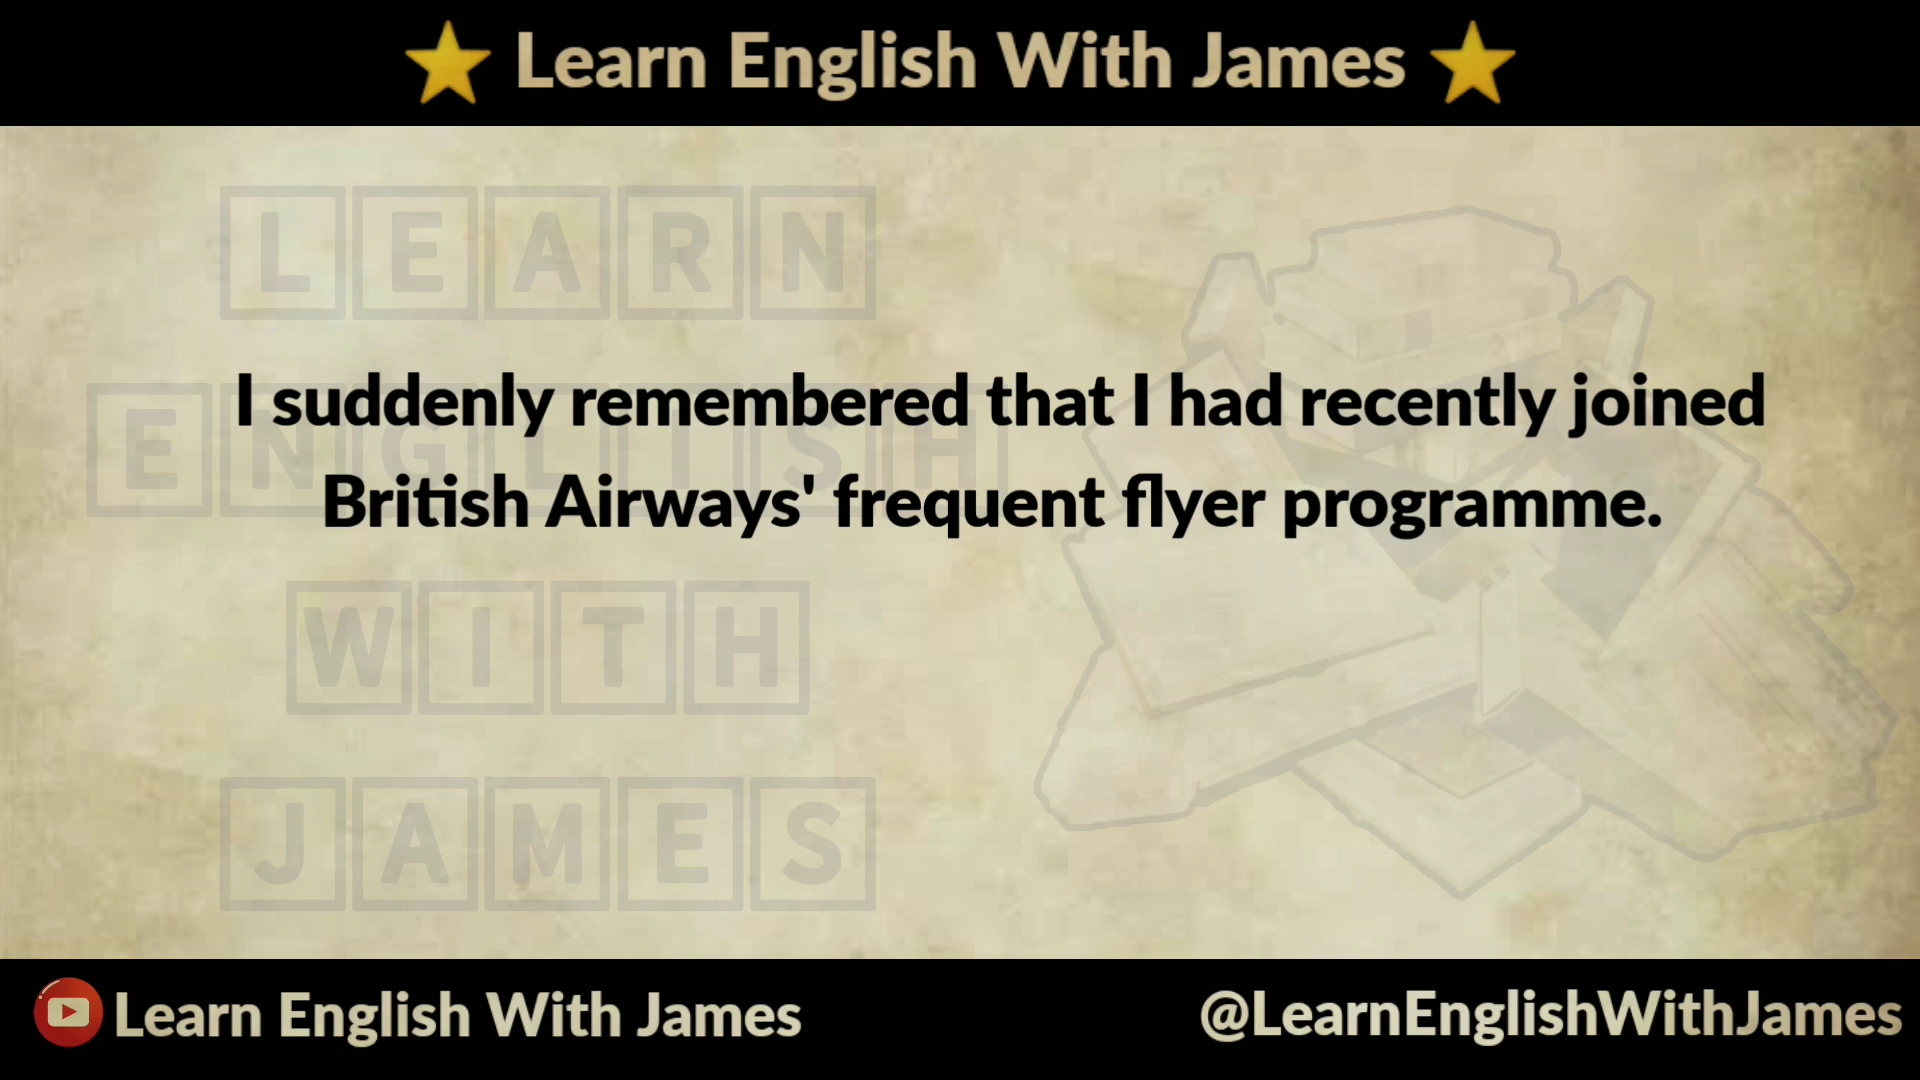 ⭐ Learn English With James ⭐
LEARN
I suddenly remembered that I had recently joined
ENGLISH
British Airways' frequent flyer programme.
WITH
JAMES
Learn English With James
@LearnEnglishWithJames